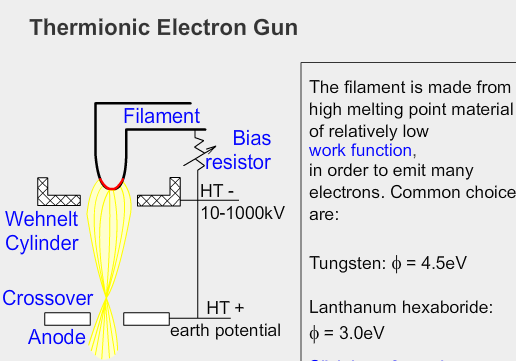 Thermionic Electron Gun
Filament
Bias
resistor
HT -
10-1000kV
Wehnelt
Cylinder
Crossover
HT +
Anode
earth potential
The filament is made from
high melting point material
of relatively low
work function,
in order to emit many
electrons. Common choice
are:
Tungsten: ϕ = 4.5eV
Lanthanum hexaboride:
ϕ = 3.0eV